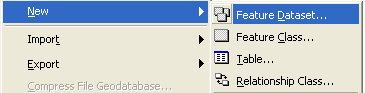 New
Import
Export
Compress File Geodatabase...
Feature Dataset...
Feature Class...
Table...
Relationship Class...